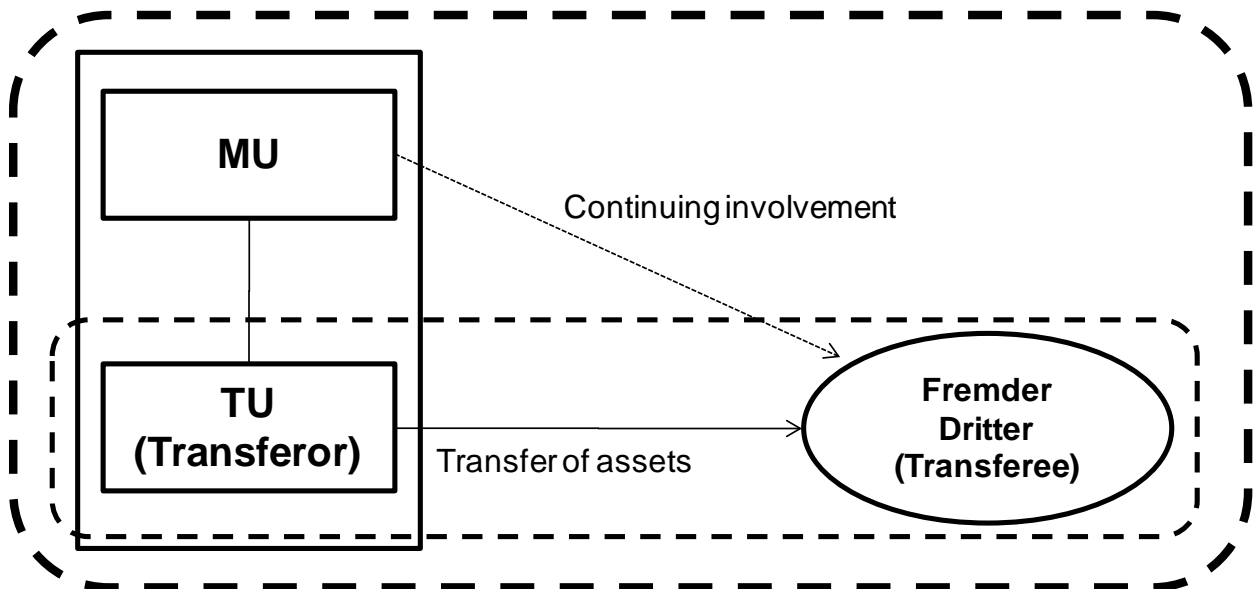 MU
Continuing involvement
TU
(Transferor)
Transfer of assets
Fremder
Dritter
(Transferee)